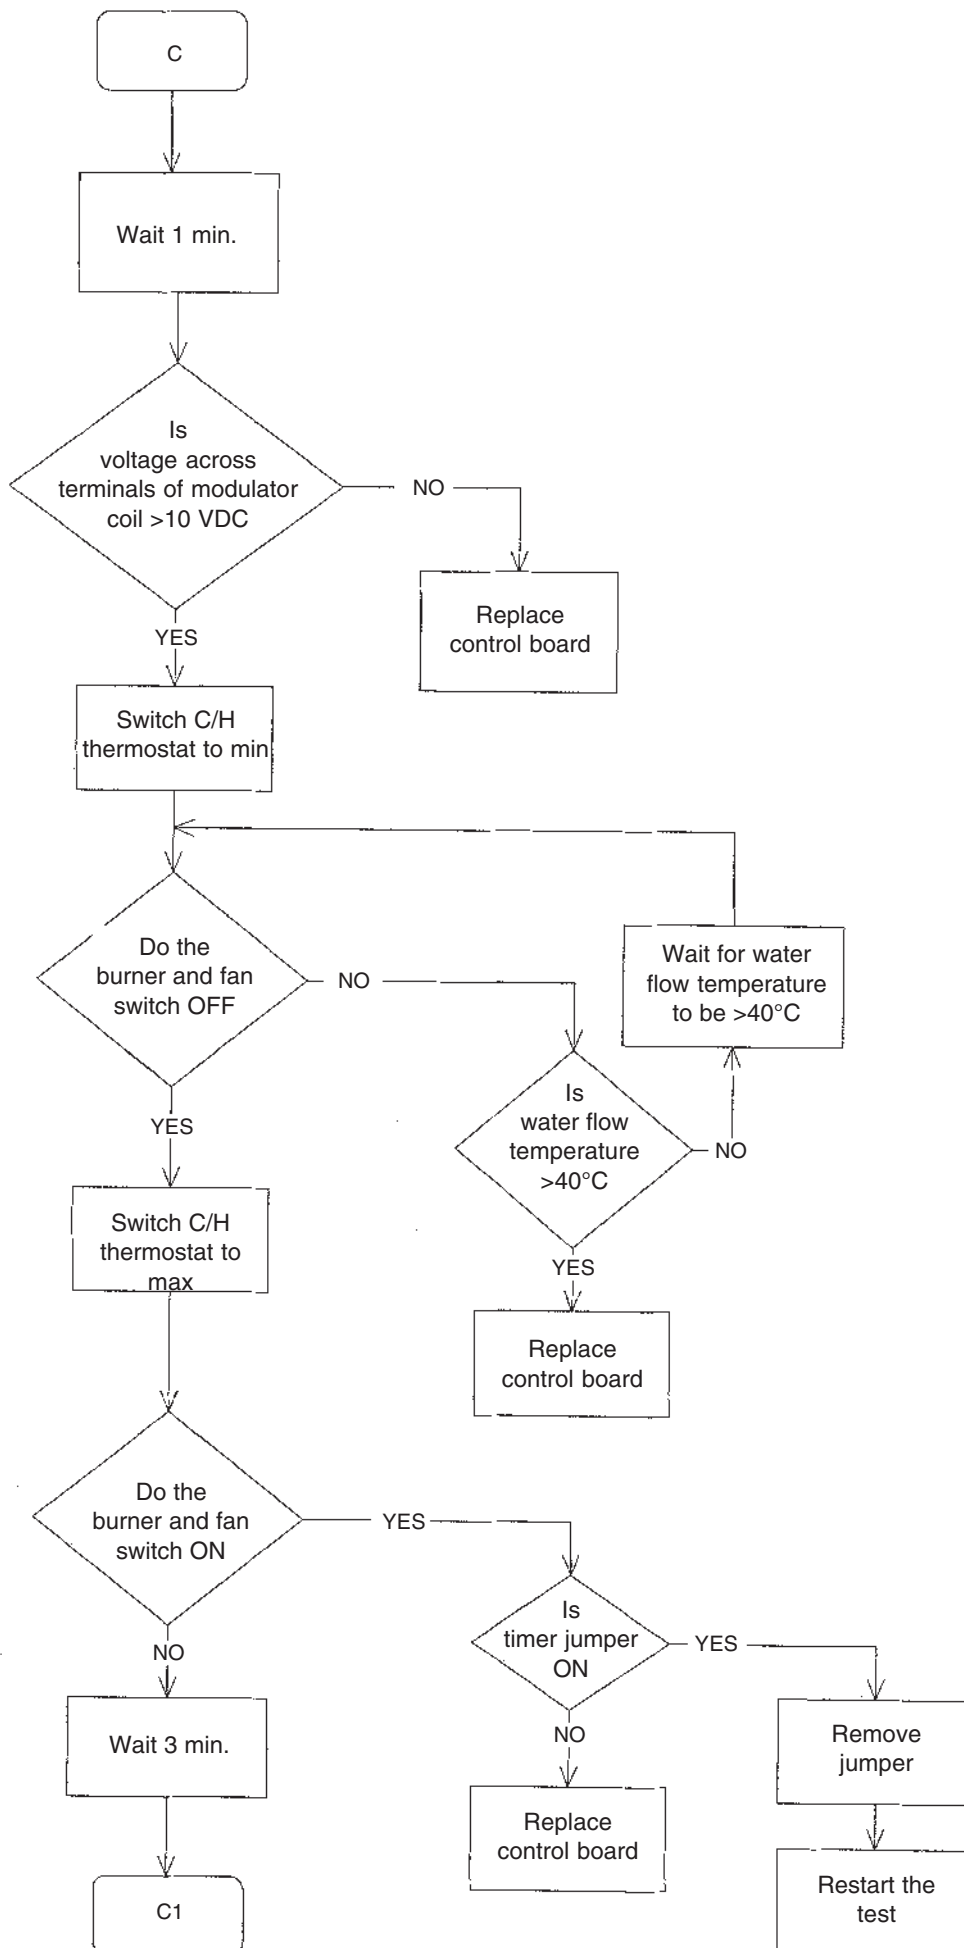 C
Wait 1 min.
Is
voltage across
terminals of modulator
coil >10 VDC
NO
Replace
control board
YES
Switch C/H
thermostat to min
Do the
burner and fan
switch OFF
NO
Wait for water
flow temperature
to be >40°C
Is
water flow
temperature
>40°C
NO
YES
YES
Switch C/H
thermostat to
max
Replace
control board
Do the
burner and fan
switch ON
YES
Is
timer jumper
ON
YES
NO
NO
Wait 3 min.
Remove
jumper
Replace
control board
Restart the
test
C1